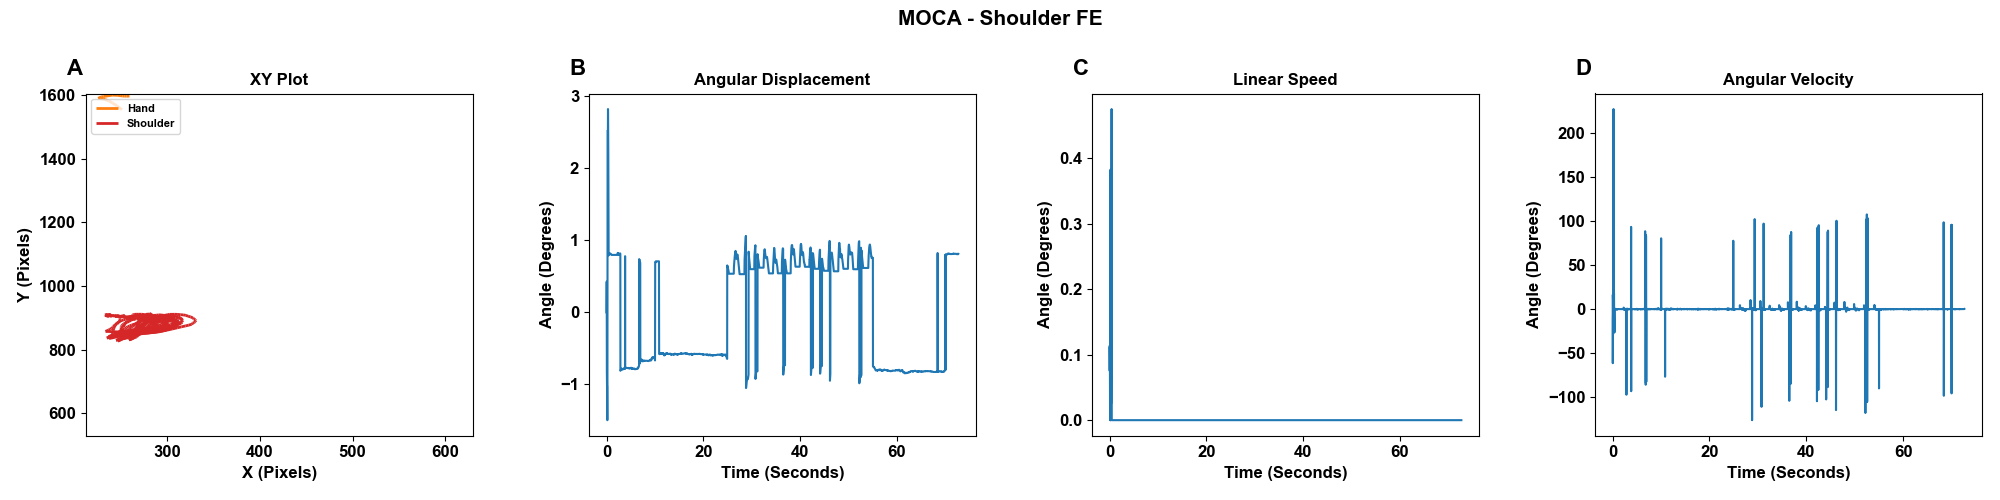 MOCA - Shoulder FE
A
XY Plot
Hand
Shoulder
1600
1400
1200
1000
800
600
Y (Pixels)
300
400
500
600
X (Pixels)
B
Angular Displacement
3
2
1
0
−1
Angle (Degrees)
0
20
40
60
Time (Seconds)
C
Linear Speed
0.4
0.3
0.2
0.1
0.0
Angle (Degrees)
0
20
40
60
Time (Seconds)
D
Angular Velocity
200
150
100
50
0
−50
−100
Angle (Degrees)
0
20
40
60
Time (Seconds)